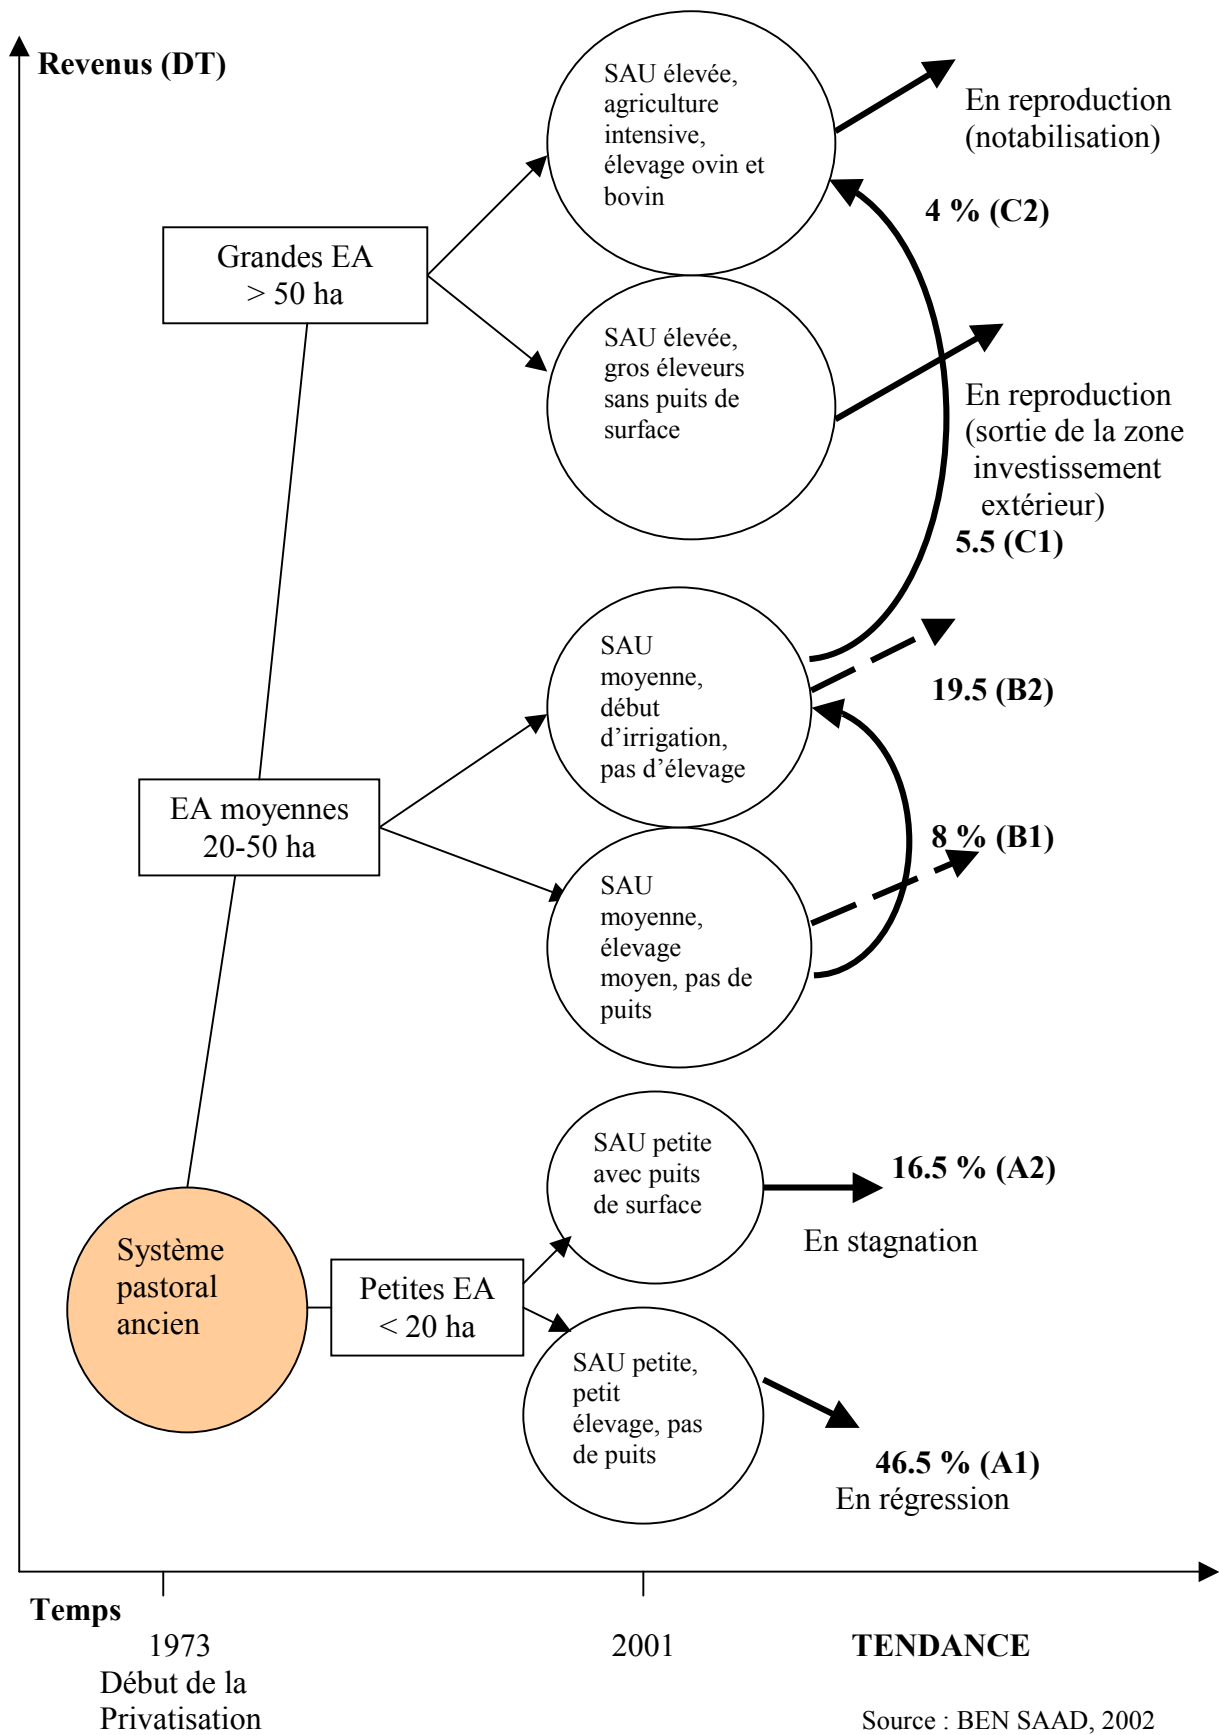 Revenus (DT)
SAU élevée,
agriculture
intensive,
élevage ovin et
bovin
En reproduction
(notabilisation)
4 % (C2)
Grandes EA
> 50 ha
SAU élevée,
gros éleveurs
sans puits de
surface
En reproduction
(sortie de la zone
investissement
extérieur)
5.5 (C1)
SAU
moyenne,
début
d’irrigation,
pas d’élevage
19.5 (B2)
EA moyennes
20-50 ha
8 % (B1)
SAU
moyenne,
élevage
moyen, pas de
puits
SAU petite
avec puits
de surface
16.5 % (A2)
En stagnation
Système
pastoral
ancien
Petites EA
< 20 ha
SAU petite,
petit
élevage, pas
de puits
46.5 % (A1)
En régression
Temps
1973
Début de la
Privatisation
2001
TENDANCE
Source : BEN SAAD, 2002